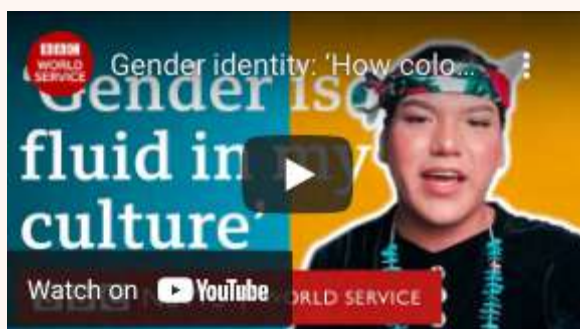 BBC
WORLD
SERVICE
Gender identity: ‘How colo...
‘Gender is
fluid in my
culture’
Watch on YouTube
WORLD SERVICE